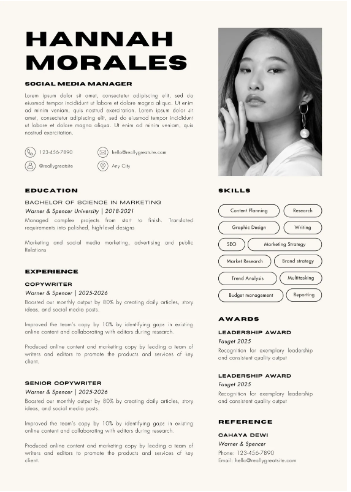 HANNAH
MORALES
SOCIAL MEDIA MANAGER
Lorem ipsum dolor sit amet, consectetur adipiscing elit, sed do
eiusmod tempor incididunt ut labore et dolore magna aliqua. Ut enim
ad minim veniam, quis nostrud exercitation. Lorem ipsum dolor sit
amet, consectetur adipiscing elit, sed do eiusmod tempor incididunt
ut labore et dolore magna aliqua. Ut enim ad minim veniam, quis
nostrud exercitation.
123-456-7890
hello@reallygreatsite.com
@reallygreatsite
Any City
EDUCATION
BACHELOR OF SCIENCE IN MARKETING
Warner & Spencer University | 2018-2021
Managed complex projects from start to finish. Translated
requirements into polished, high-level designs.
Marketing and social media marketing, advertising and public
Relations
EXPERIENCE
COPYWRITER
Warner & Spencer | 2025-2026
Boosted our monthly output by 80% by creating daily articles, story
ideas, and social media posts.
Improved the team's copy by 10% by identifying gaps in existing
online content and collaborating with editors during research.
Produced online content and marketing copy by leading a team of
writers and editors to promote the products and services of key
client.
SENIOR COPYWRITER
Warner & Spencer | 2025-2026
Boosted our monthly output by 80% by creating daily articles, story
ideas, and social media posts.
Improved the team's copy by 10% by identifying gaps in existing
online content and collaborating with editors during research.
Produced online content and marketing copy by leading a team of
writers and editors to promote the products and services of key
client.
SKILLS
Content Planning
Research
Graphic Design
Writing
SEO
Marketing Strategy
Market Research
Brand strategy
Trend Analysis
Multitasking
Budget management
Reporting
AWARDS
LEADERSHIP AWARD
Fauget 2025
Recognition for exemplary leadership
and consistent quality output
LEADERSHIP AWARD
Fauget 2025
Recognition for exemplary leadership
and consistent quality output
REFERENCE
CAHAYA DEWI
Warner & Spencer
Phone: 123-456-7890
Email: hello@reallygreatsite.com